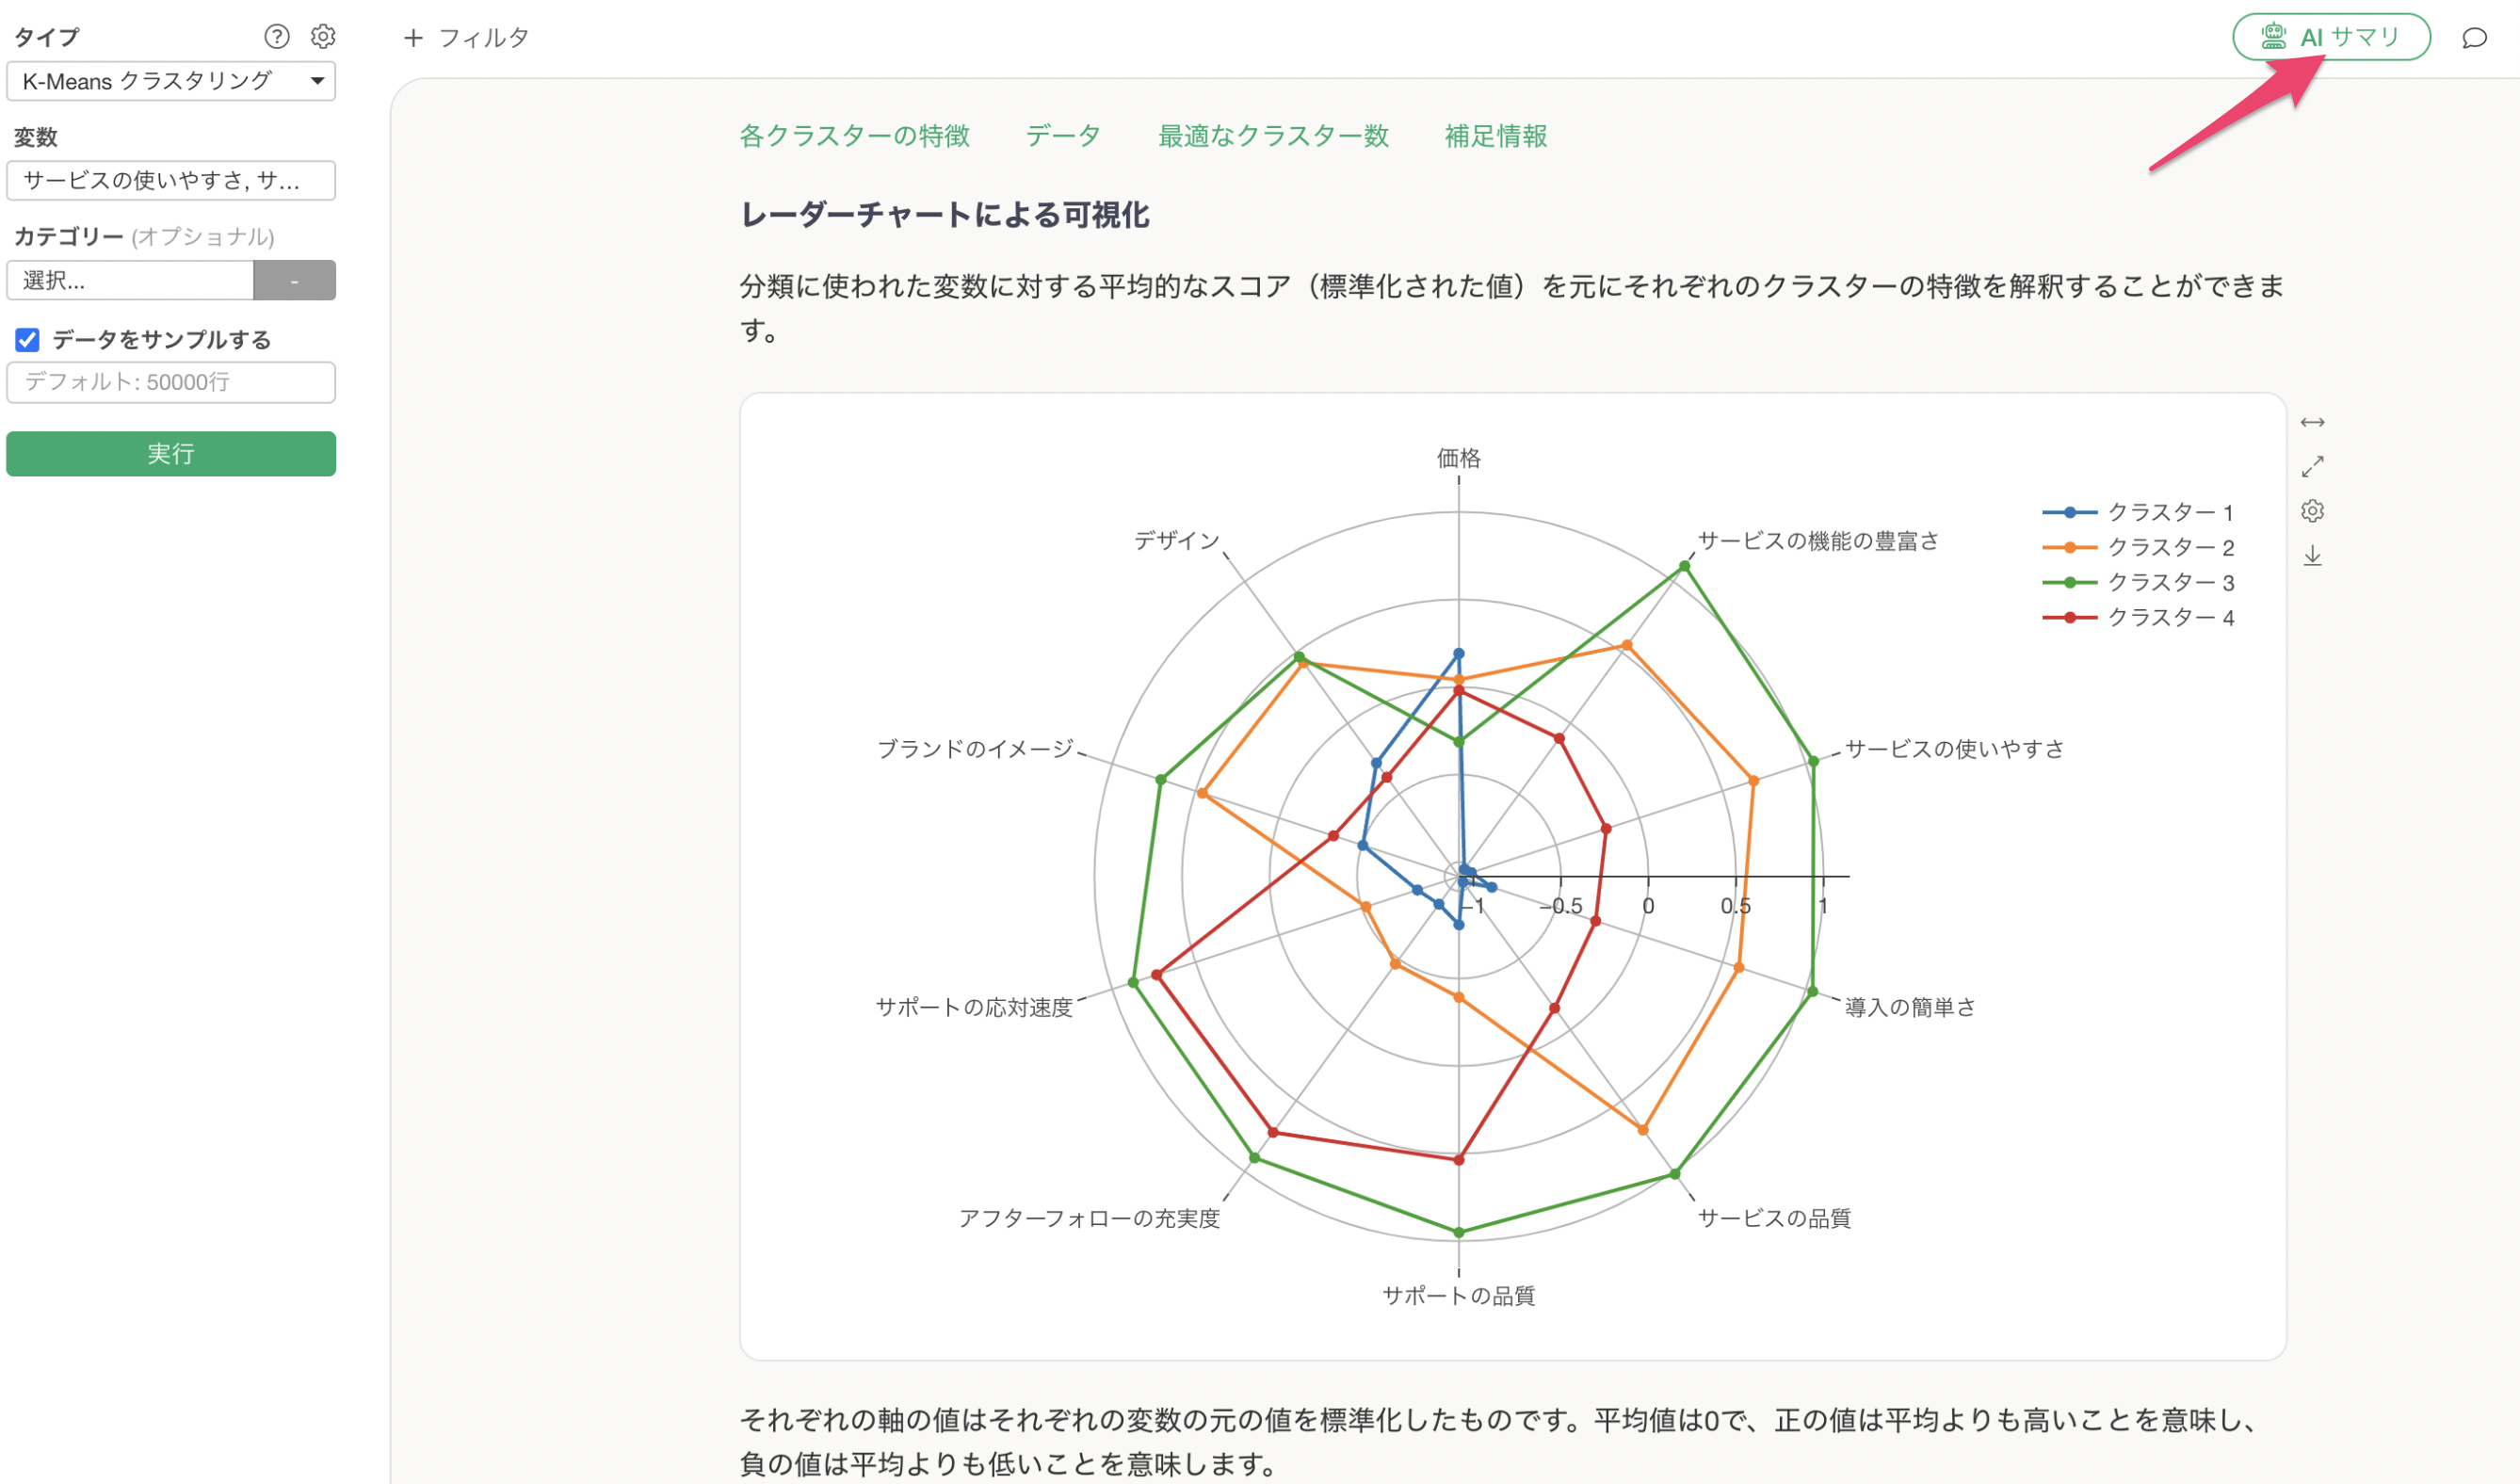 タイプ
K-Means クラスタリング
変数
サービスの使いやすさ, サ...
カテゴリー (オプショナル)
選択...
-
データをサンプルする
デフォルト: 50000行
実行
+ フィルタ
AI サマリ
各クラスターの特徴 データ 最適なクラスター数 補足情報
レーダーチャートによる可視化
分類に使われた変数に対する平均的なスコア（標準化された値）を元にそれぞれのクラスターの特徴を解釈することができま
す。
価格
サービスの機能の豊富さ
サービスの使いやすさ
導入の簡単さ
サービスの品質
サポートの品質
アフターフォローの充実度
サポートの応対速度
ブランドのイメージ
デザイン
−1 −0.5 0 0.5 1
クラスター 1
クラスター 2
クラスター 3
クラスター 4
それぞれの軸の値はそれぞれの変数の元の値を標準化したものです。平均値は0で、正の値は平均よりも高いことを意味し、
負の値は平均よりも低いことを意味します。